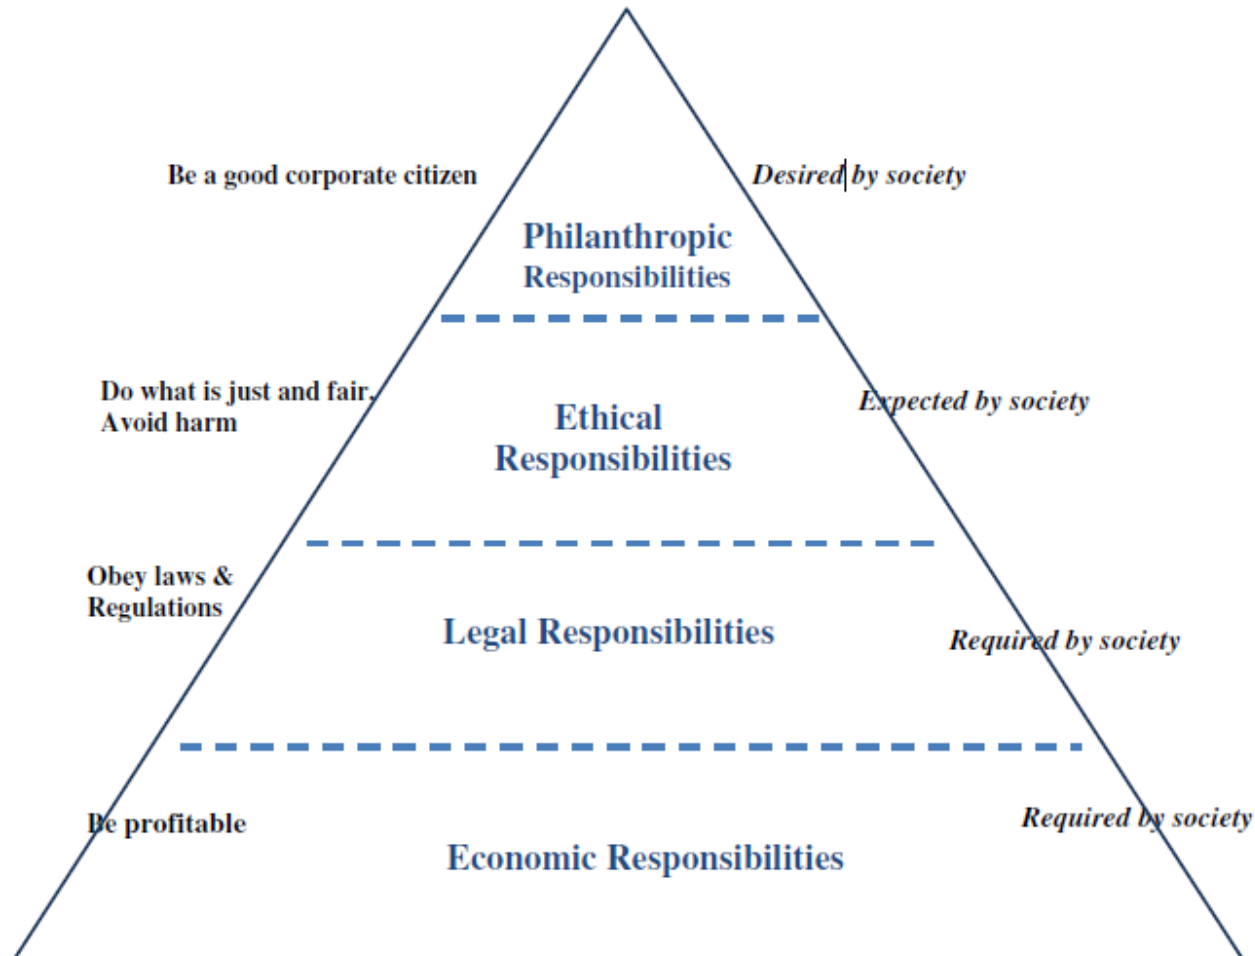 Be a good corporate citizen
Desired by society
Philanthropic
Responsibilities
Do what is just and fair,
Avoid harm
Expected by society
Ethical
Responsibilities
Obey laws &
Regulations
Legal Responsibilities
Required by society
Be profitable
Required by society
Economic Responsibilities